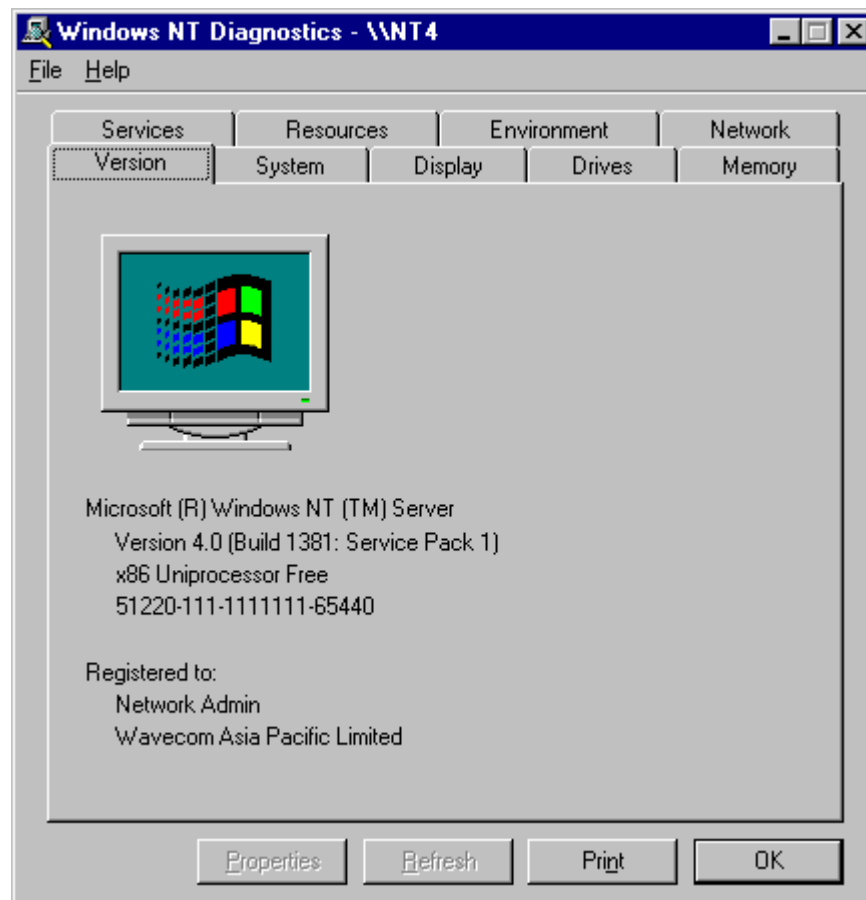 Windows NT Diagnostics - \\NT4
File Help
Services Resources Environment Network
Version System Display Drives Memory
Microsoft (R) Windows NT (TM) Server
Version 4.0 (Build 1381: Service Pack 1)
x86 Uniprocessor Free
51220-111-1111111-65440
Registered to:
Network Admin
Wavecom Asia Pacific Limited
Properties Refresh Print OK